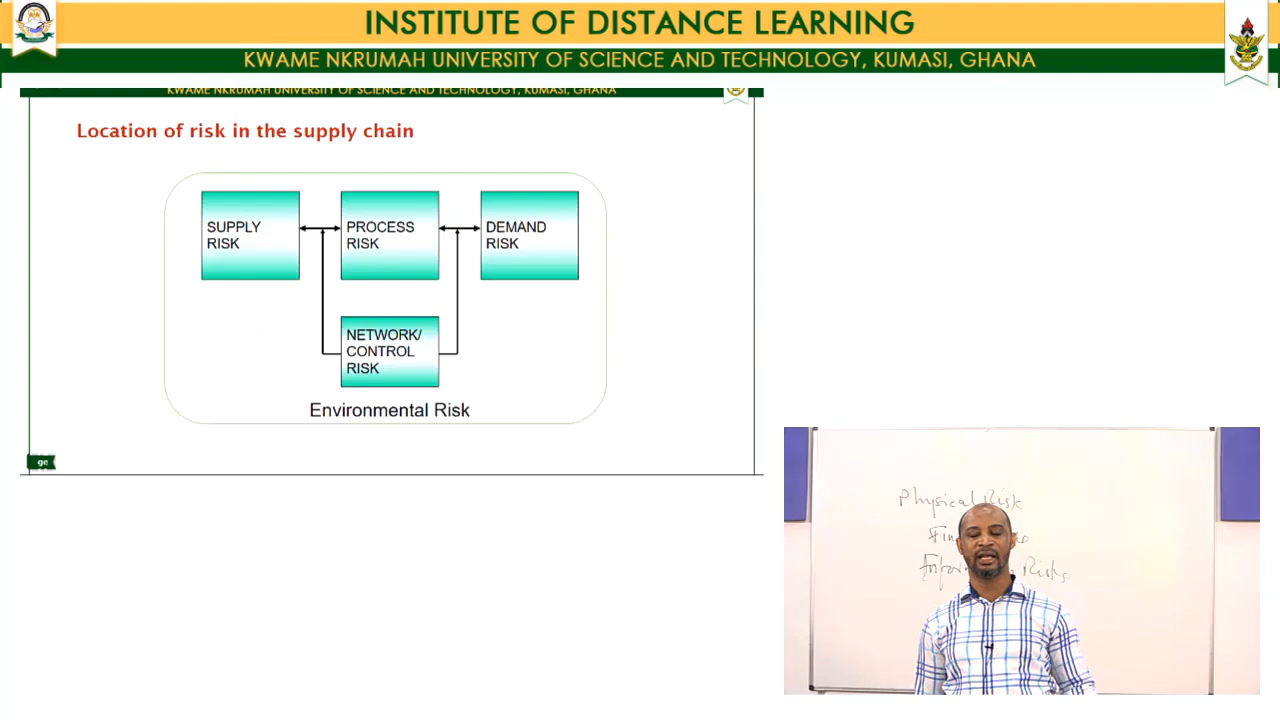 INSTITUTE OF DISTANCE LEARNING
KWAME NKRUMAH UNIVERSITY OF SCIENCE AND TECHNOLOGY, KUMASI, GHANA
KWAME NKRUMAH UNIVERSITY OF SCIENCE AND TECHNOLOGY, KUMASI, GHANA
Location of risk in the supply chain
SUPPLY
RISK
PROCESS
RISK
DEMAND
RISK
NETWORK/
CONTROL
RISK
Environmental Risk
ge
Physical Risk
Risks